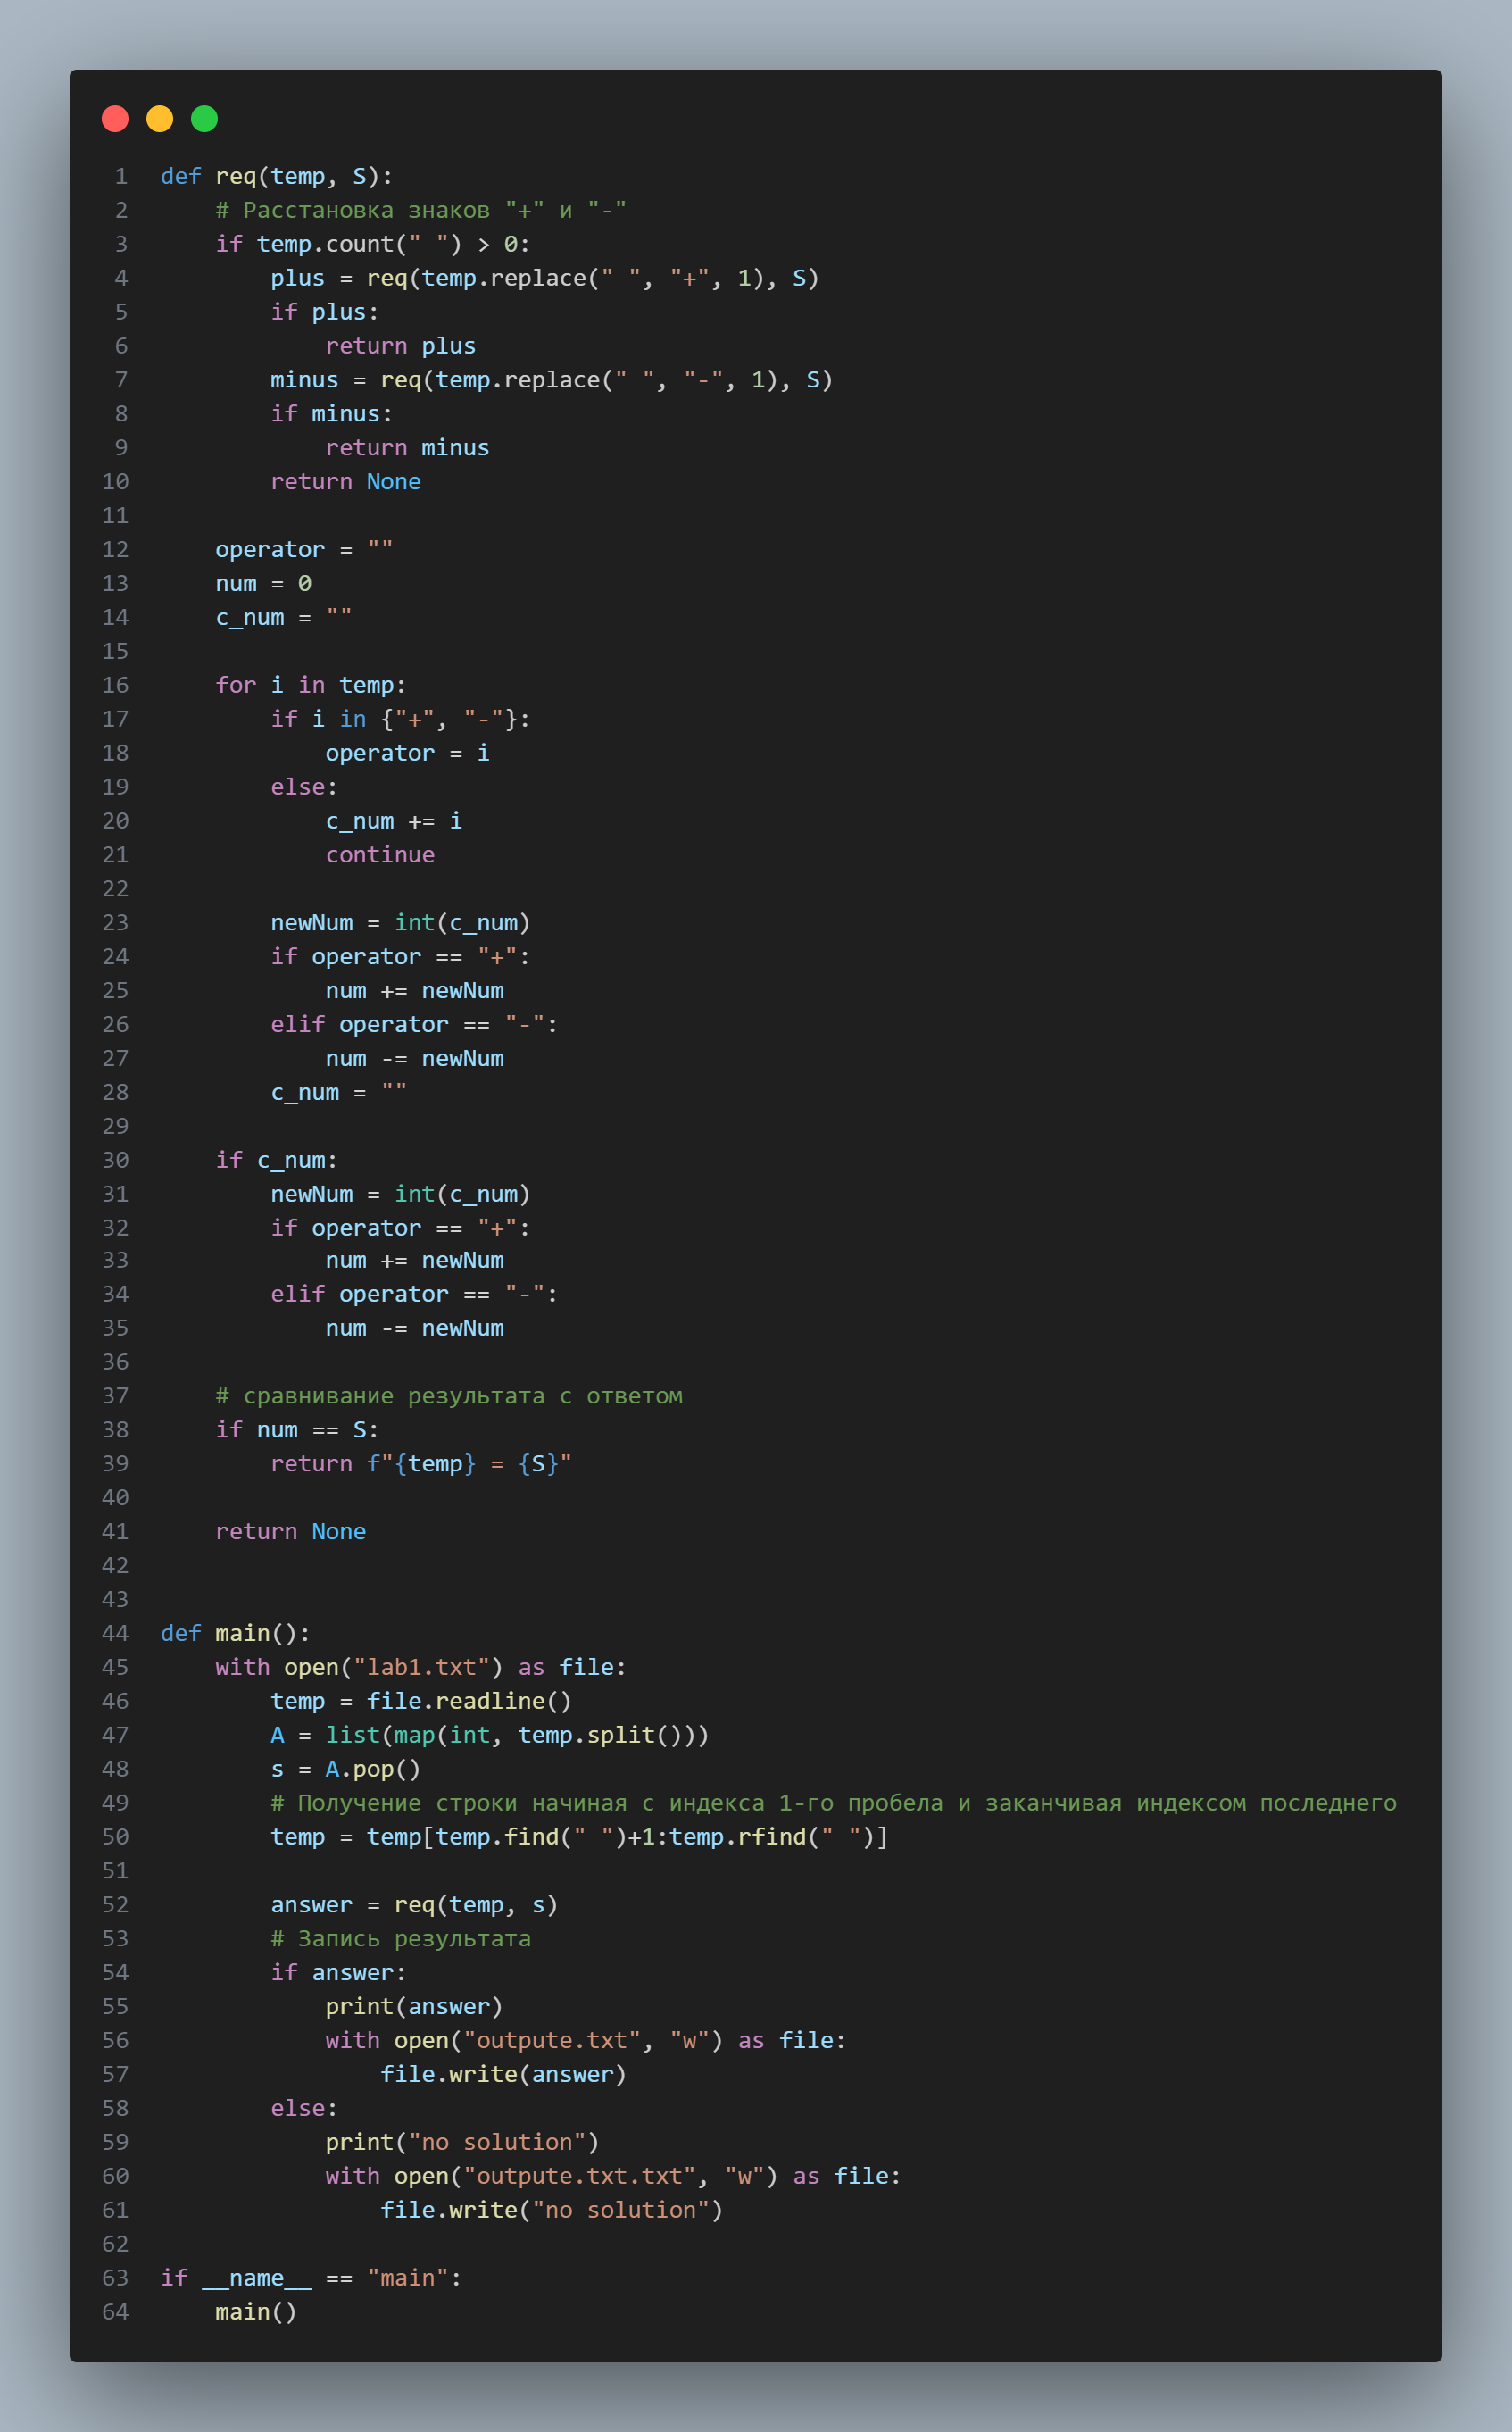 1 def req(temp, S):
2     # Расстановка знаков "+" и "-"
3     if temp.count(" ") > 0:
4         plus = req(temp.replace(" ", "+", 1), S)
5         if plus:
6             return plus
7         minus = req(temp.replace(" ", "-", 1), S)
8         if minus:
9             return minus
10         return None
11
12     operator = ""
13     num = 0
14     c_num = ""
15
16     for i in temp:
17         if i in {"+", "-"}:
18             operator = i
19         else:
20             c_num += i
21             continue
22
23         newNum = int(c_num)
24         if operator == "+":
25             num += newNum
26         elif operator == "-":
27             num -= newNum
28         c_num = ""
29
30     if c_num:
31         newNum = int(c_num)
32         if operator == "+":
33             num += newNum
34         elif operator == "-":
35             num -= newNum
36
37     # сравнивание результата с ответом
38     if num == S:
39         return f"{temp} = {S}"
40
41     return None
42
43
44 def main():
45     with open("lab1.txt") as file:
46         temp = file.readline()
47         A = list(map(int, temp.split()))
48         s = A.pop()
49         # Получение строки начиная с индекса 1-го пробела и заканчивая индексом последнего
50         temp = temp[temp.find(" ")+1:temp.rfind(" ")]
51
52         answer = req(temp, s)
53         # Запись результата
54         if answer:
55             print(answer)
56             with open("outpute.txt", "w") as file:
57                 file.write(answer)
58         else:
59             print("no solution")
60             with open("outpute.txt.txt", "w") as file:
61                 file.write("no solution")
62
63 if __name__ == "main":
64     main()